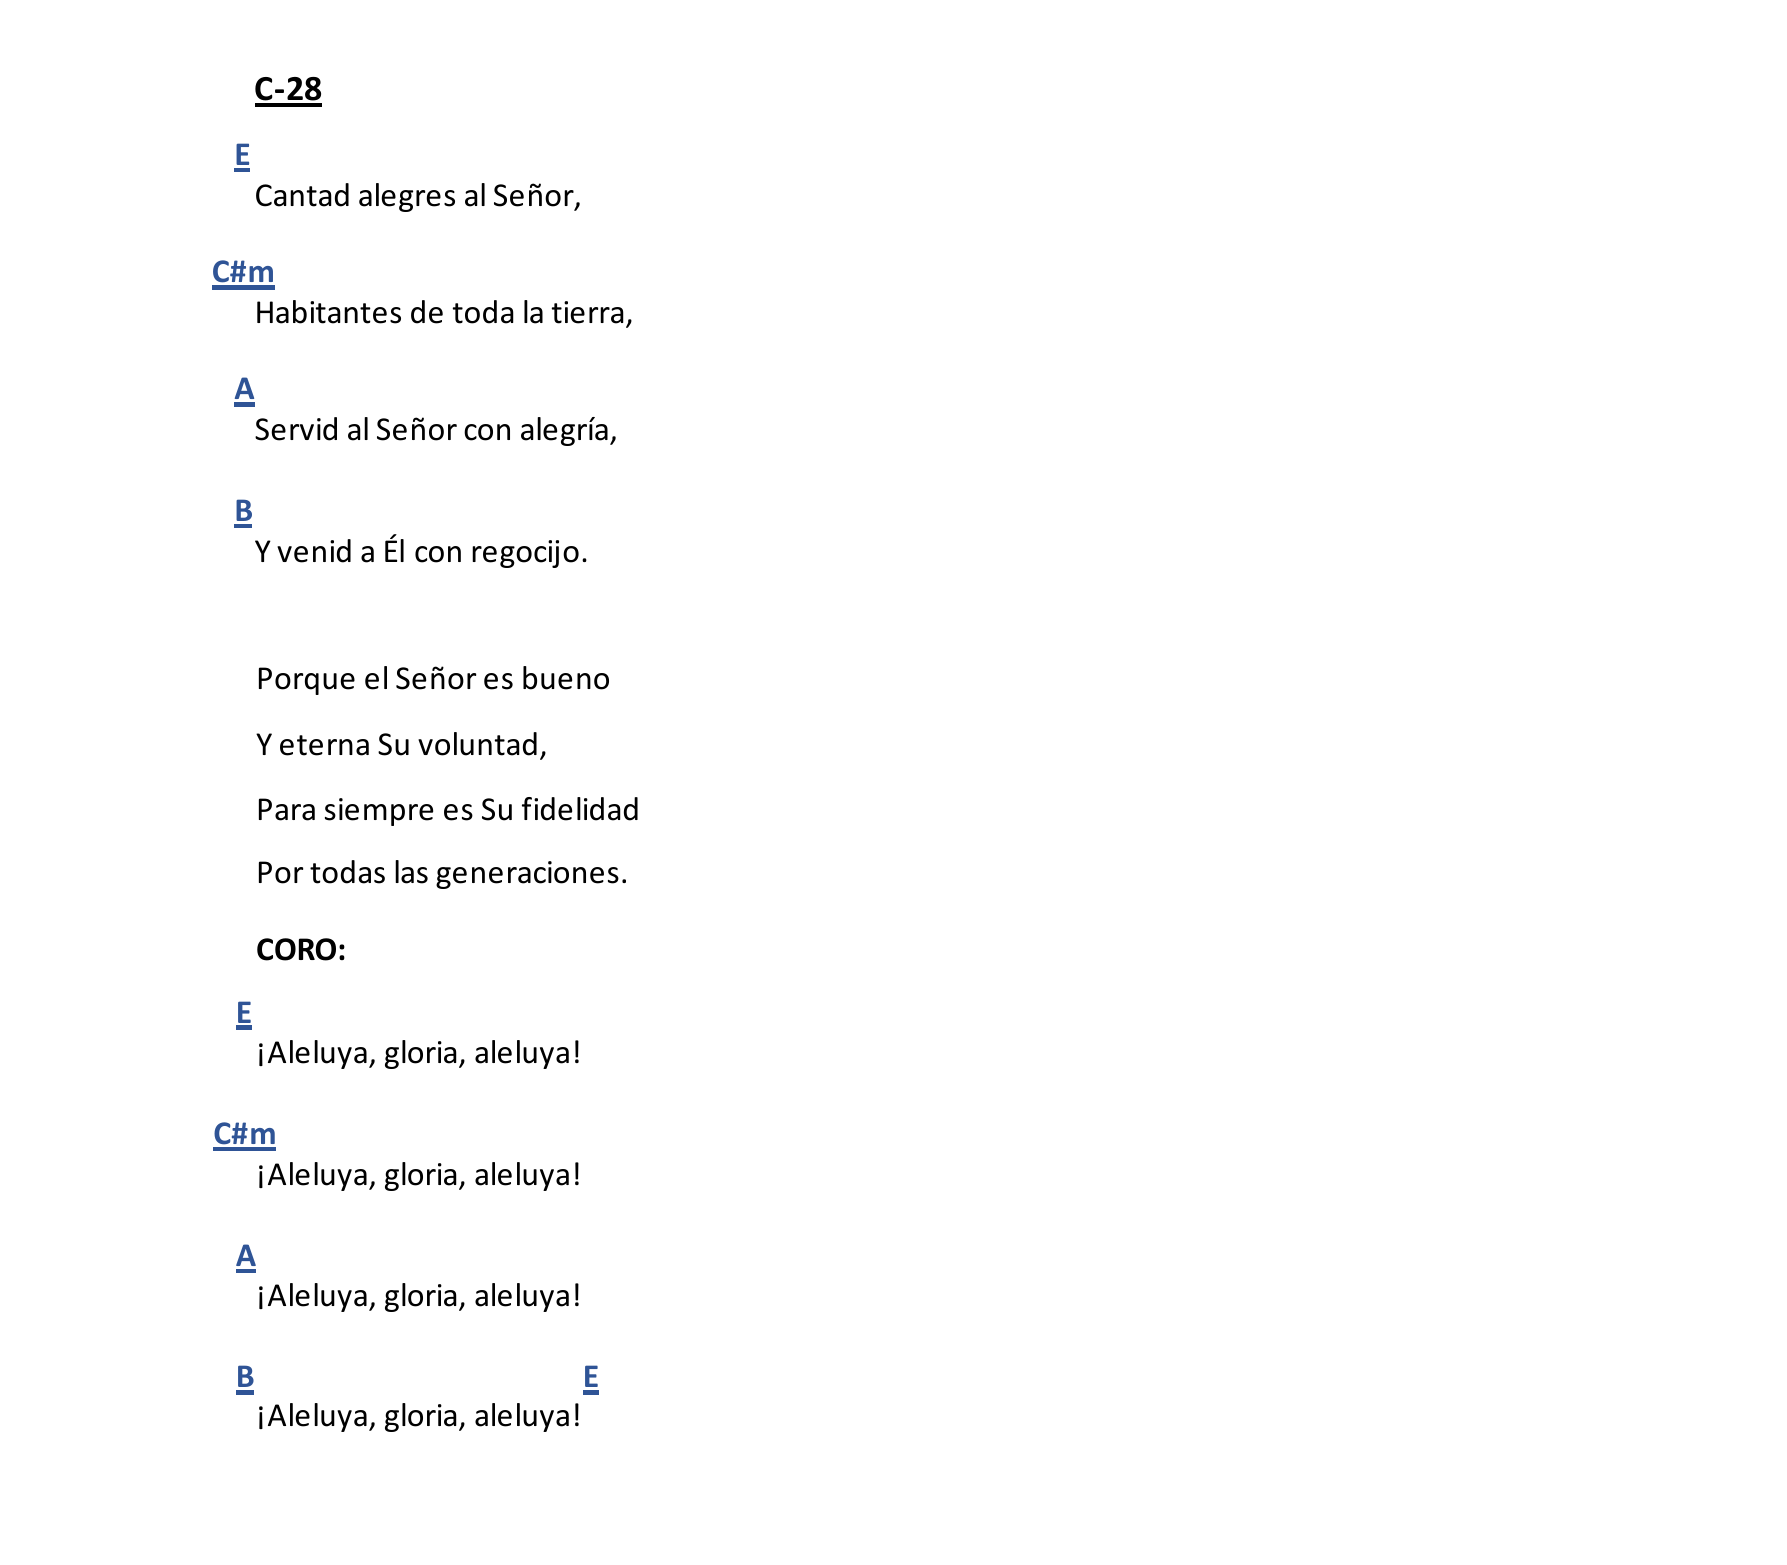 C-28
E
Cantad alegres al Señor,
C#m
Habitantes de toda la tierra,
A
Servid al Señor con alegría,
B
Y venid a Él con regocijo.
Porque el Señor es bueno
Y eterna Su voluntad,
Para siempre es Su fidelidad
Por todas las generaciones.
CORO:
E
¡Aleluya, gloria, aleluya!
C#m
¡Aleluya, gloria, aleluya!
A
¡Aleluya, gloria, aleluya!
B E
¡Aleluya, gloria, aleluya!